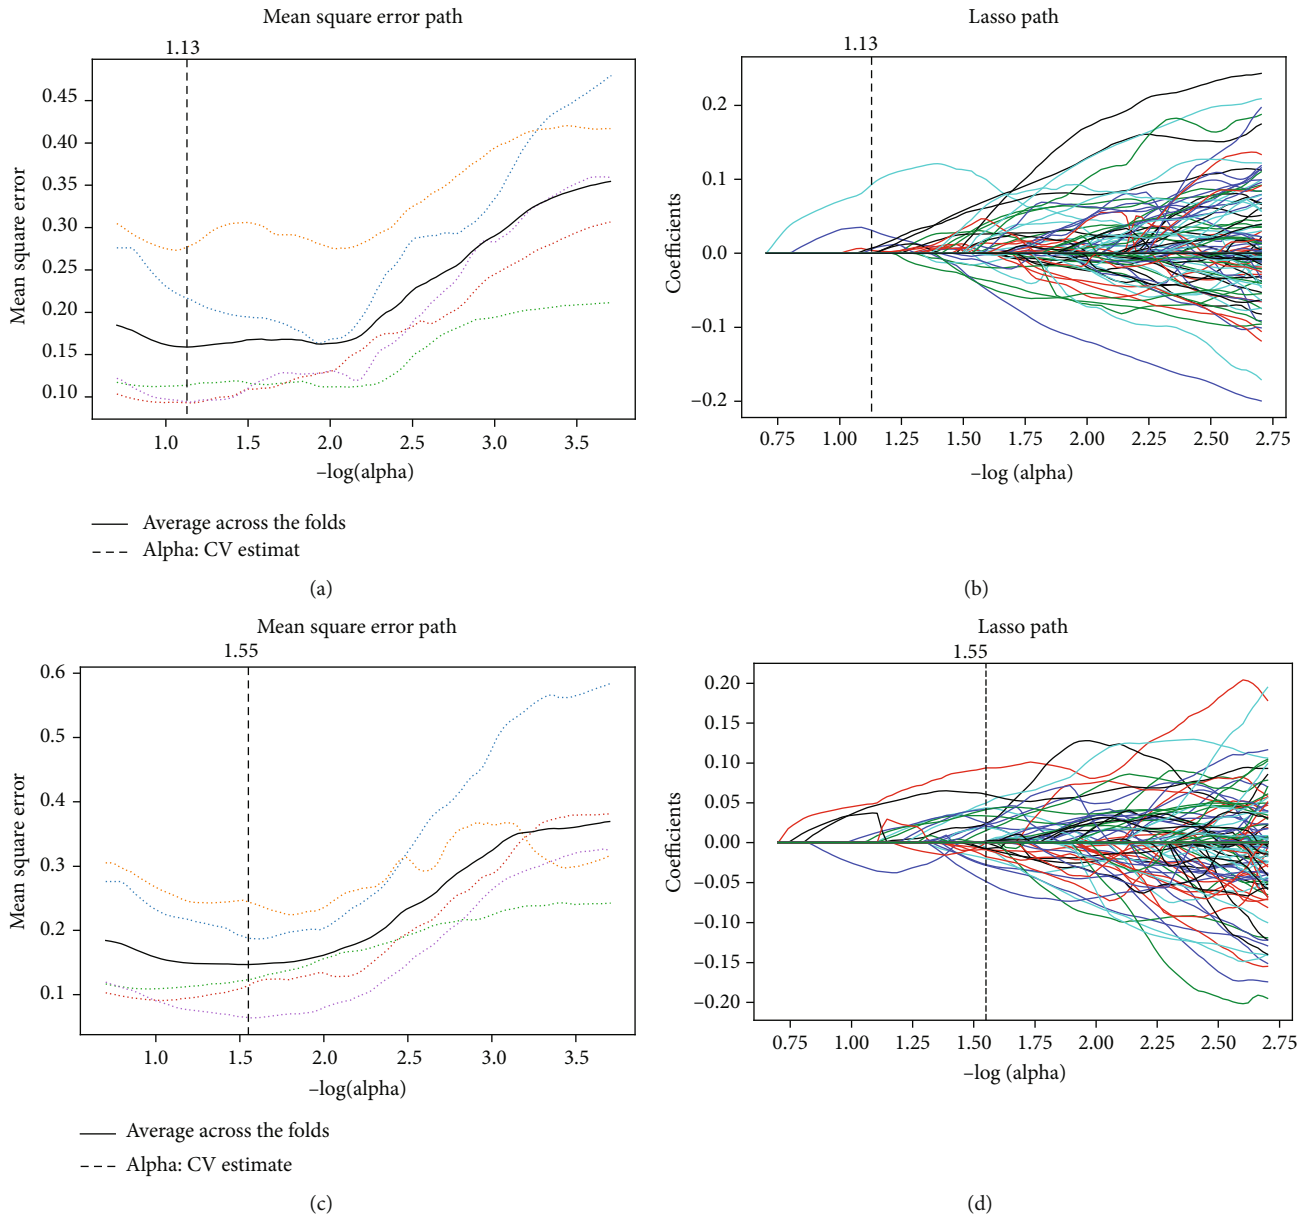 Mean square error path
1.13
Mean square error
0.45
0.40
0.35
0.30
0.25
0.20
0.15
0.10
1.0 1.5 2.0 2.5 3.0 3.5
–log(alpha)
Average across the folds
Alpha: CV estimat
(a)
Lasso path
1.13
Coefficients
0.2
0.1
0.0
–0.1
–0.2
0.75 1.00 1.25 1.50 1.75 2.00 2.25 2.50 2.75
–log (alpha)
(b)
Mean square error path
1.55
Mean square error
0.6
0.5
0.4
0.3
0.2
0.1
1.0 1.5 2.0 2.5 3.0 3.5
–log(alpha)
Average across the folds
Alpha: CV estimate
(c)
Lasso path
1.55
Coefficients
0.20
0.15
0.10
0.05
0.00
–0.05
–0.10
–0.15
–0.20
0.75 1.00 1.25 1.50 1.75 2.00 2.25 2.50 2.75
–log (alpha)
(d)